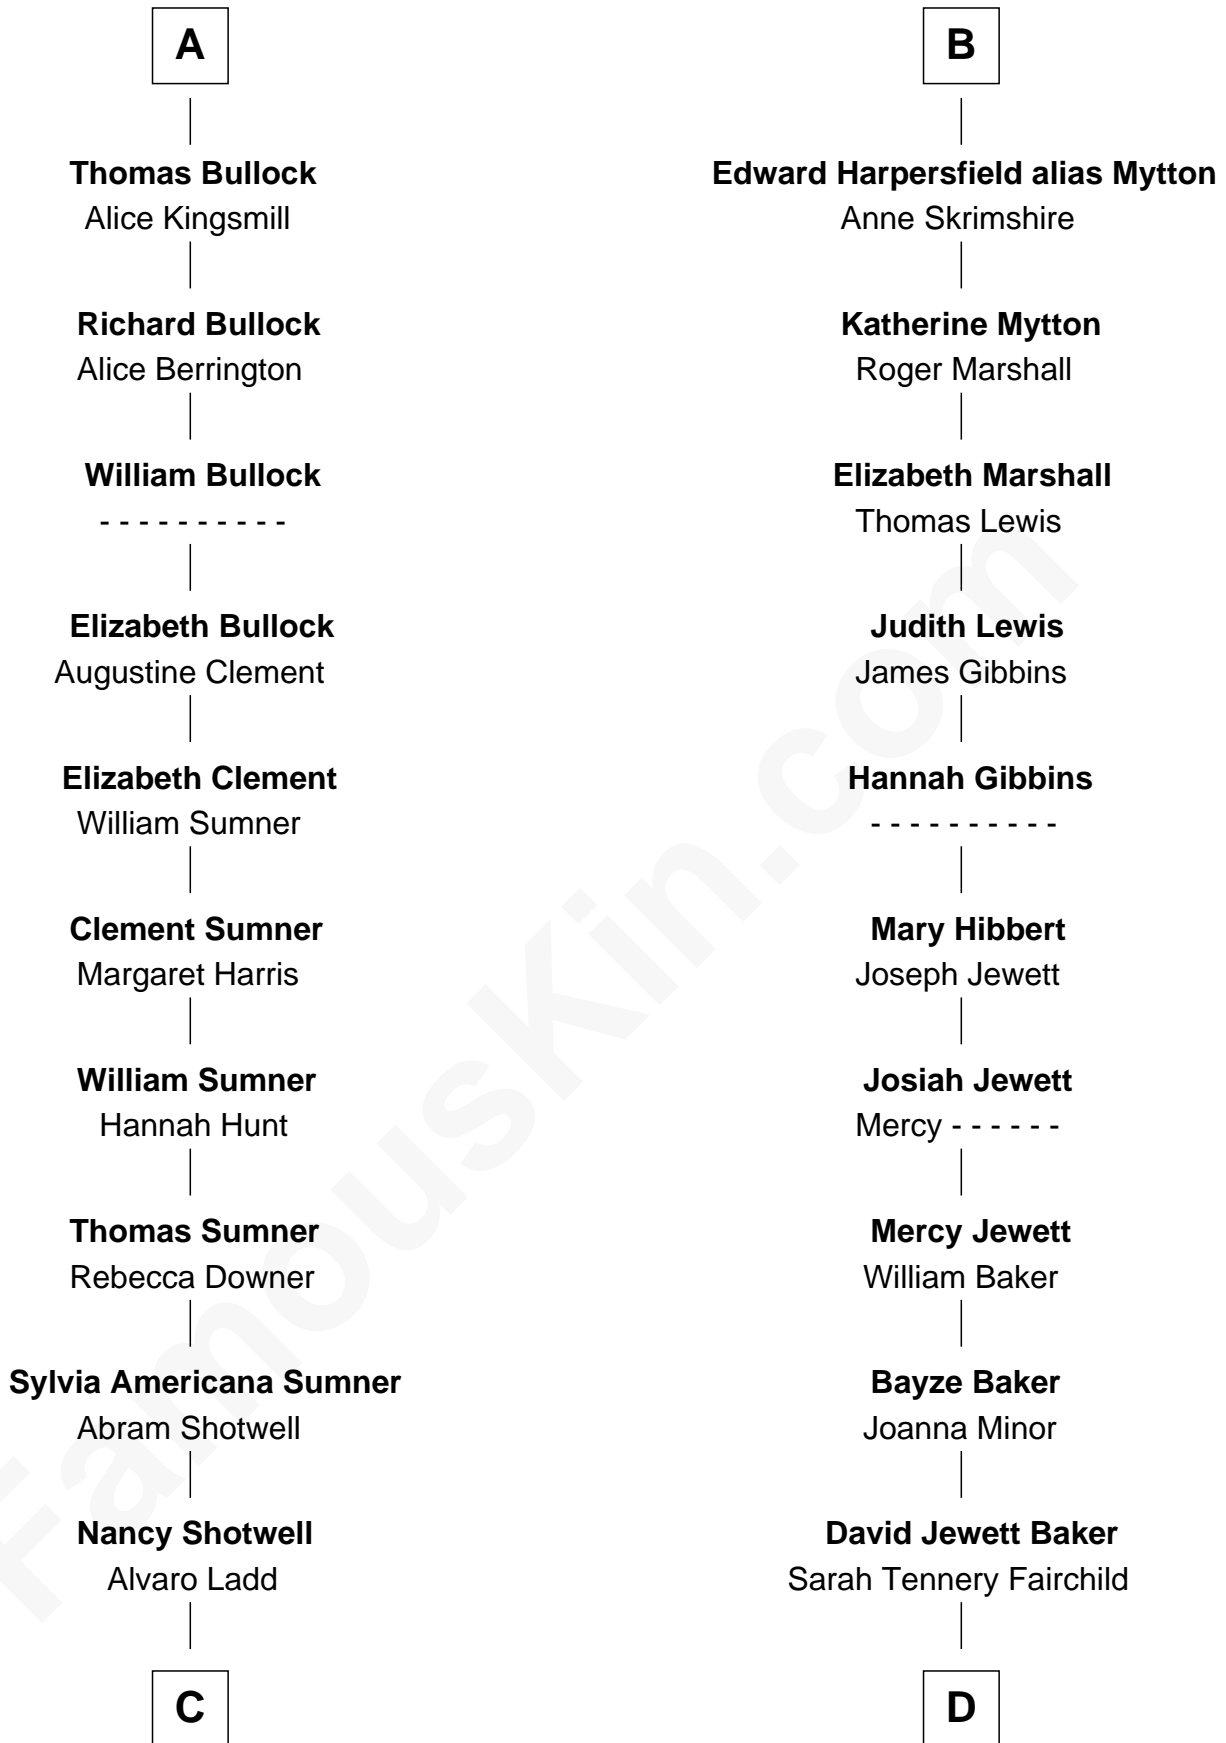 A
Thomas Bullock
Alice Kingsmill
Richard Bullock
Alice Berrington
William Bullock
- - - - - - - - - -
Elizabeth Bullock
Augustine Clement
Elizabeth Clement
William Sumner
Clement Sumner
Margaret Harris
William Sumner
Hannah Hunt
Thomas Sumner
Rebecca Downer
Sylvia Americana Sumner
Abram Shotwell
Nancy Shotwell
Alvaro Ladd
C
B
Edward Harpersfield alias Mytton
Anne Skrimshire
Katherine Mytton
Roger Marshall
Elizabeth Marshall
Thomas Lewis
Judith Lewis
James Gibbins
Hannah Gibbins
- - - - - - - - - -
Mary Hibbert
Joseph Jewett
Josiah Jewett
Mercy - - - - - -
Mercy Jewett
William Baker
Bayze Baker
Joanna Minor
David Jewett Baker
Sarah Tennery Fairchild
D
FamousKin.com